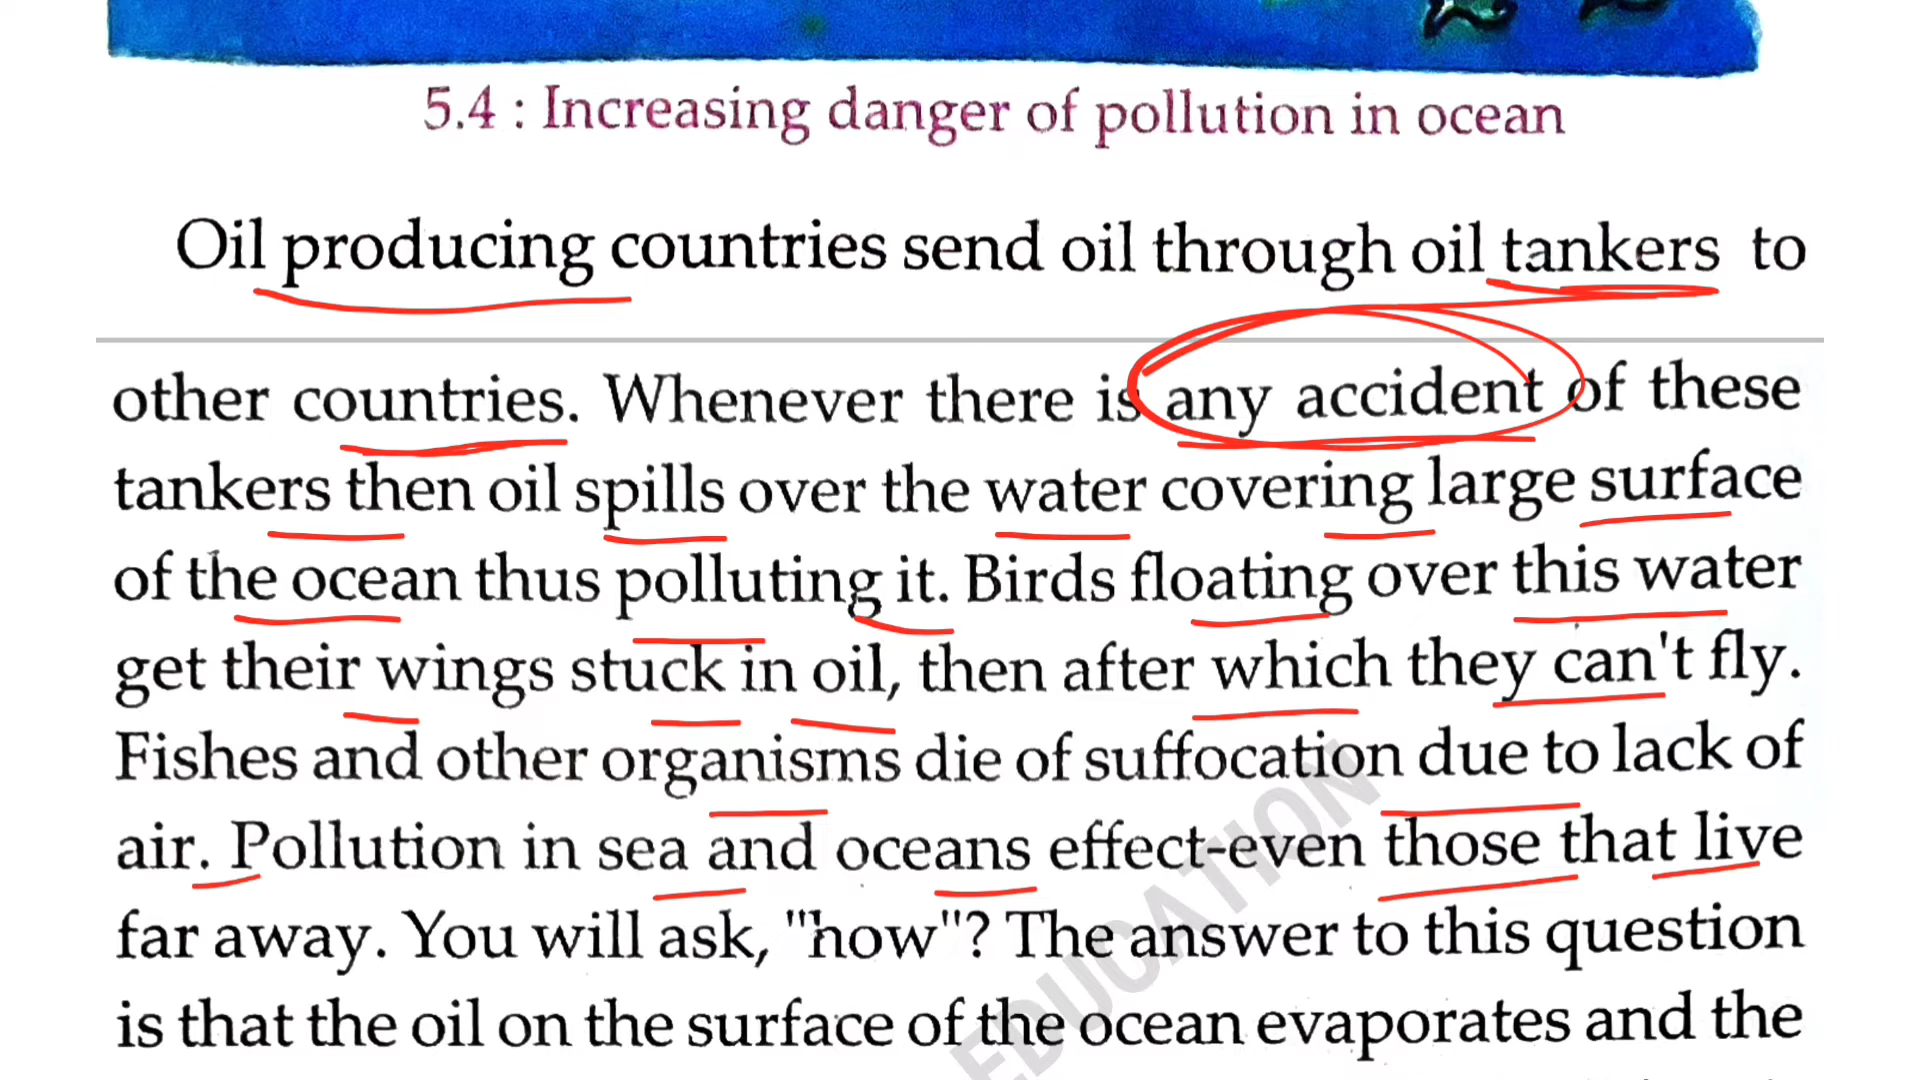 5.4 : Increasing danger of pollution in ocean
Oil producing countries send oil through oil tankers to
other countries. Whenever there is any accident of these
tankers then oil spills over the water covering large surface
of the ocean thus polluting it. Birds floating over this water
get their wings stuck in oil, then after which they can't fly.
Fishes and other organisms die of suffocation due to lack of
air. Pollution in sea and oceans effect-even those that live
far away. You will ask, "how"? The answer to this question
is that the oil on the surface of the ocean evaporates and the
EDUCATION